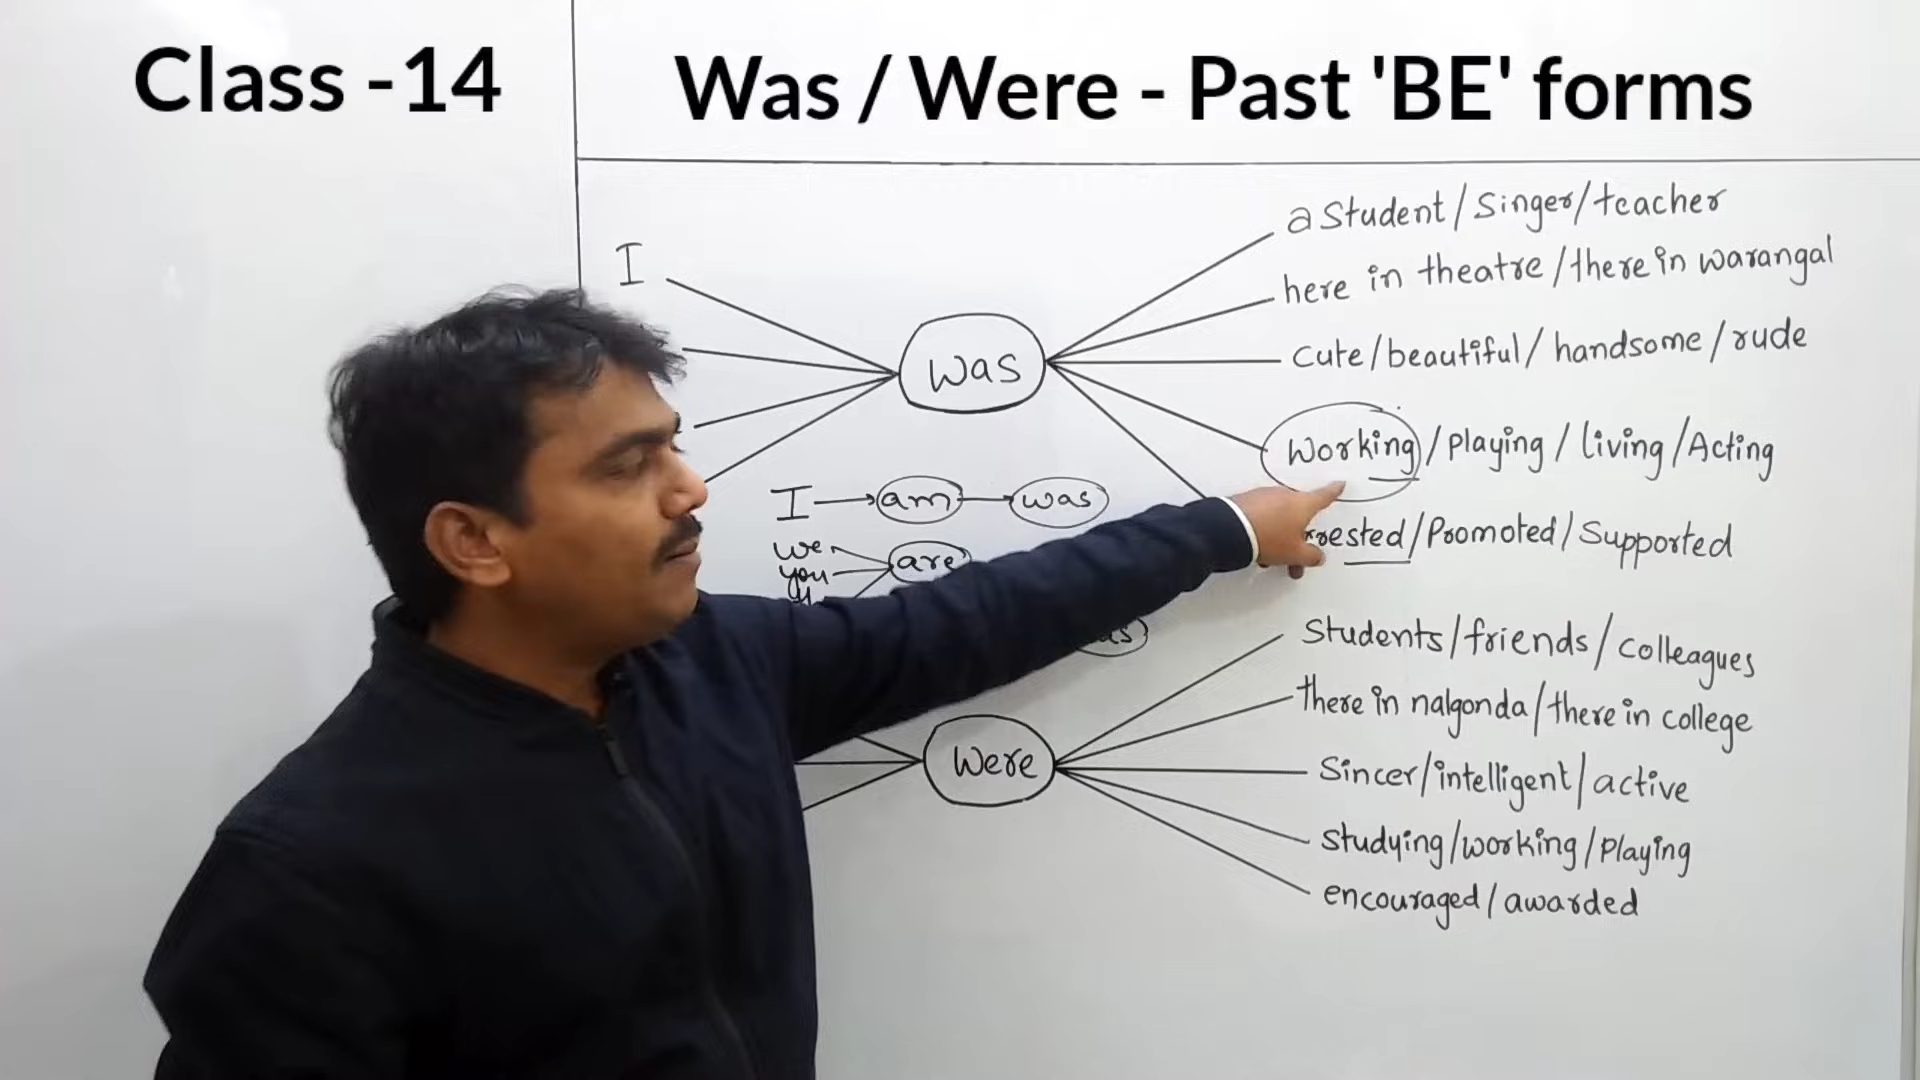 Class -14
Was / Were - Past 'BE' forms
I
was
a student/singer/teacher
here in theatre/there in warangal
cute/beautiful/handsome/rude
working/playing/living/Acting
/Promoted/Supported
I am was
we
you
are
were
students/friends/colleagues
there in nalgonda/there in college
Sincer/intelligent/active
studying/working/playing
encouraged/awarded